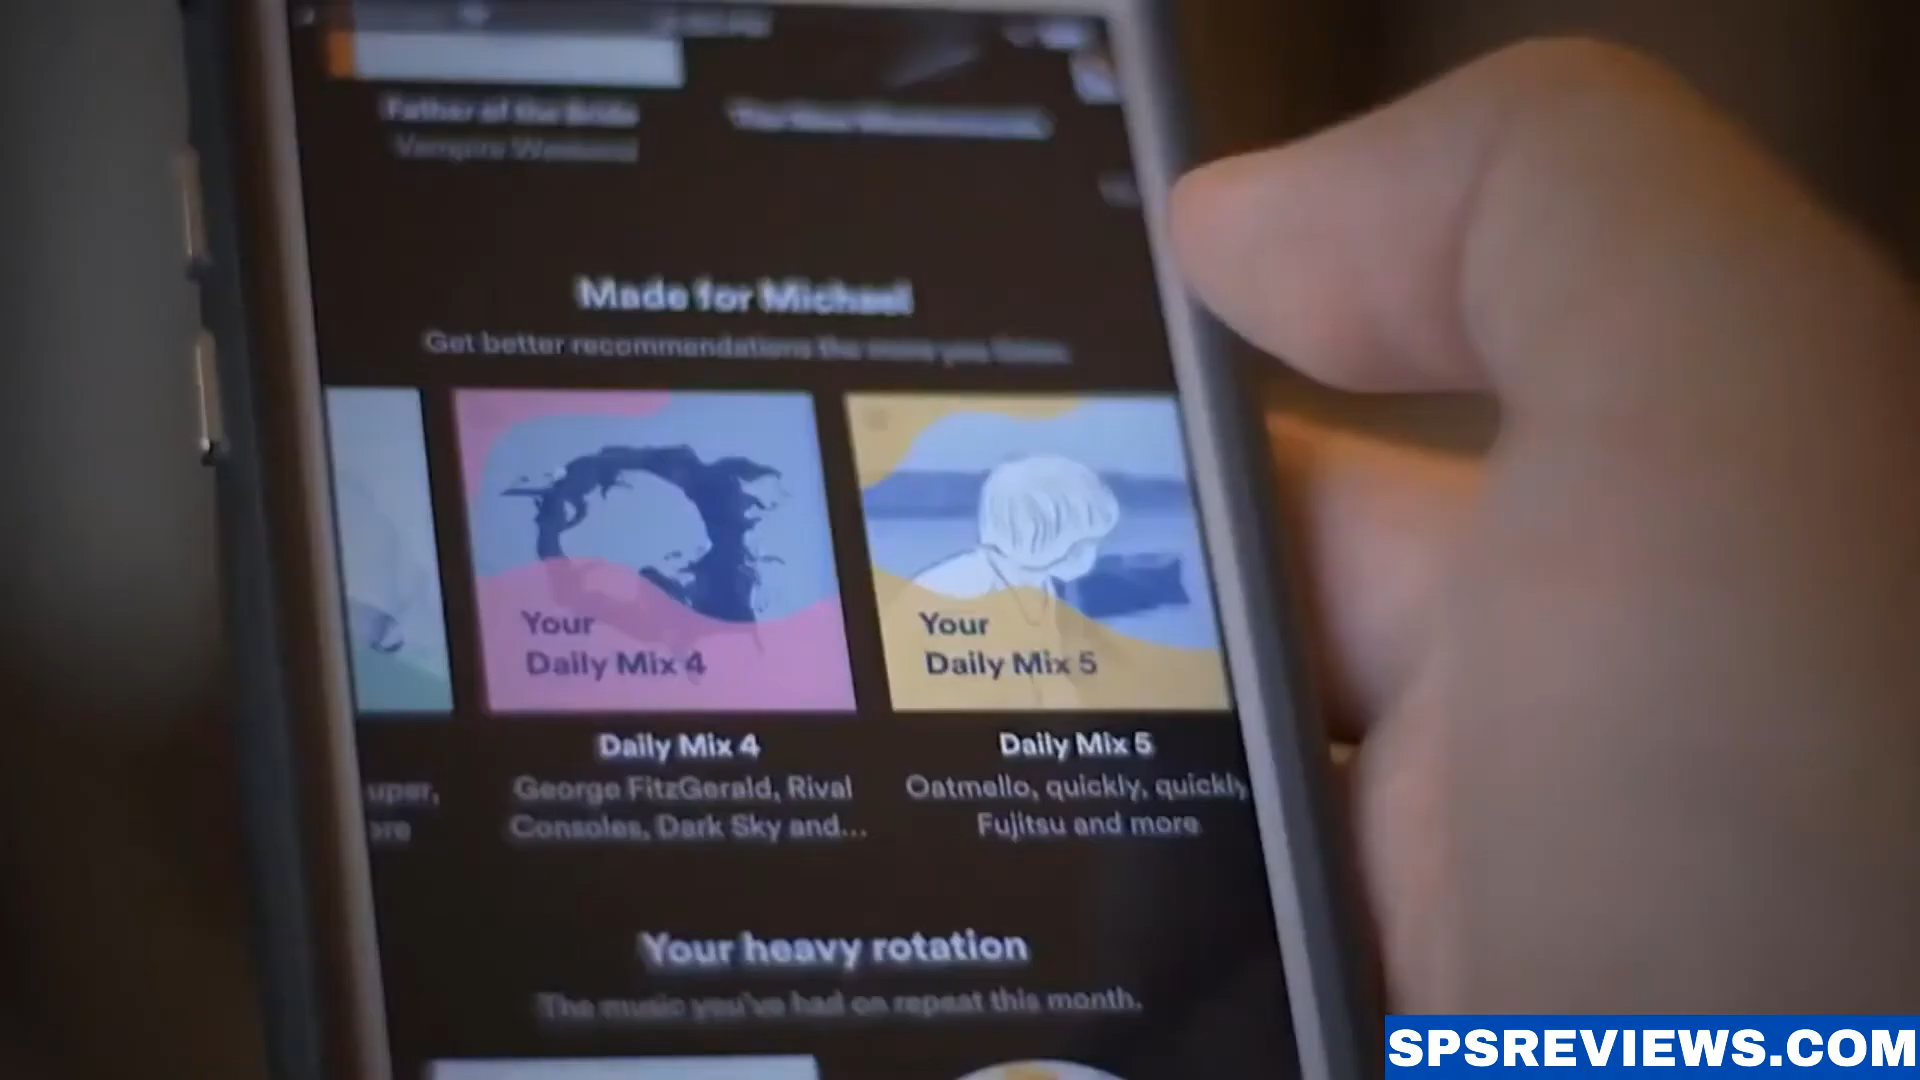 Father of the Bride
Vampire Weekend
Made for Michael
Get better recommendations the more you listen.
Your
Daily Mix 4
Your
Daily Mix 5
Daily Mix 4
George FitzGerald, Rival
Consoles, Dark Sky and...
Daily Mix 5
Oatmello, quickly, quickly,
Fujitsu and more
uper,
ore
Your heavy rotation
The music you've had on repeat this month.
SPSREVIEWS.COM